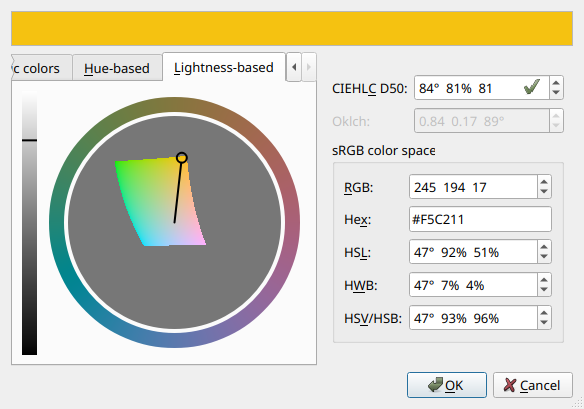 c colors
Hue-based
Lightness-based
CIEHLC D50: 84° 81% 81
Oklch: 0.84 0.17 89°
sRGB color space
RGB: 245 194 17
Hex: #F5C211
HSL: 47° 92% 51%
HWB: 47° 7% 4%
HSV/HSB: 47° 93% 96%
OK
Cancel